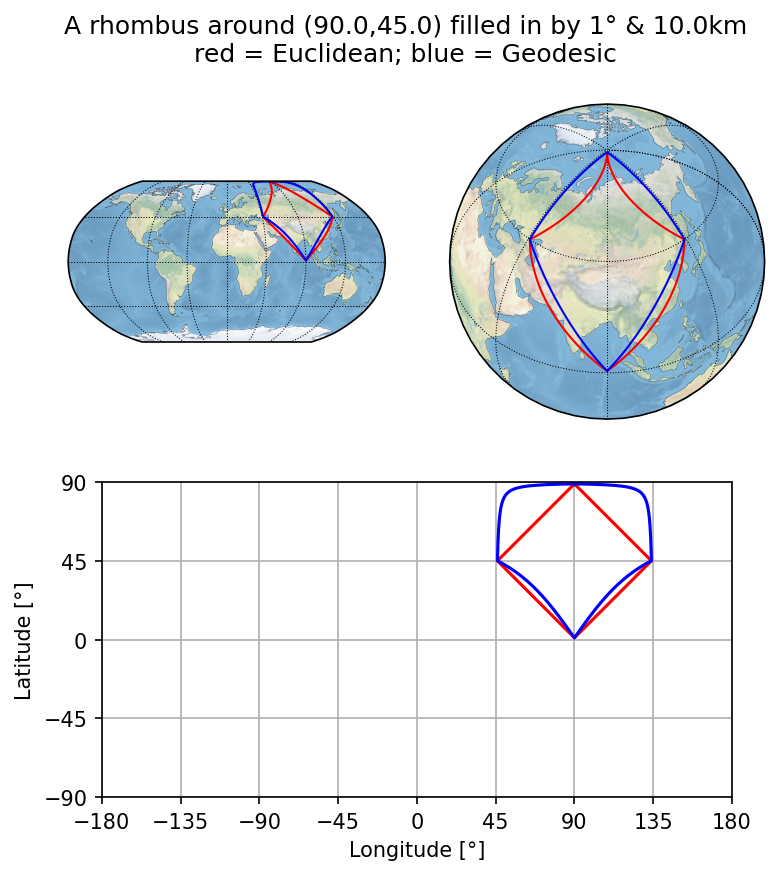 A rhombus around (90.0,45.0) filled in by 1° & 10.0km
red = Euclidean; blue = Geodesic
90
45
0
−45
−90
Latitude [°]
−180 −135 −90 −45 0 45 90 135 180
Longitude [°]